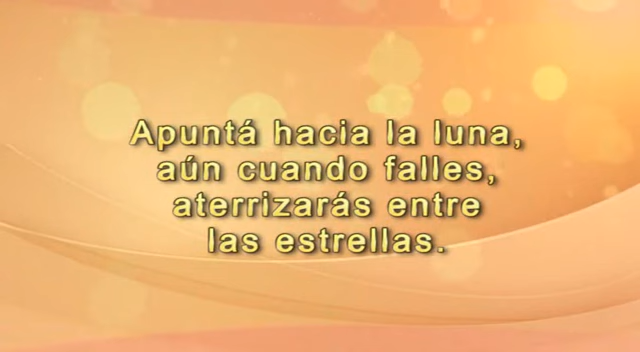 Apuntá hacia la luna,
aún cuando falles,
aterrizarás entre
las estrellas.